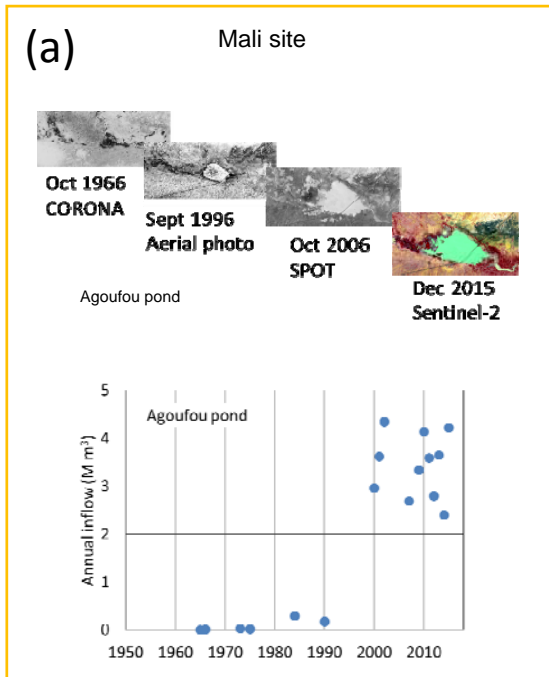 (a)
Mali site
Oct 1966
CORONA
Sept 1996
Aerial photo
Oct 2006
SPOT
Dec 2015
Sentinel-2
Agoufou pond
Agoufou pond
Annual inflow (M m³)
5
4
3
2
1
0
1950 1960 1970 1980 1990 2000 2010